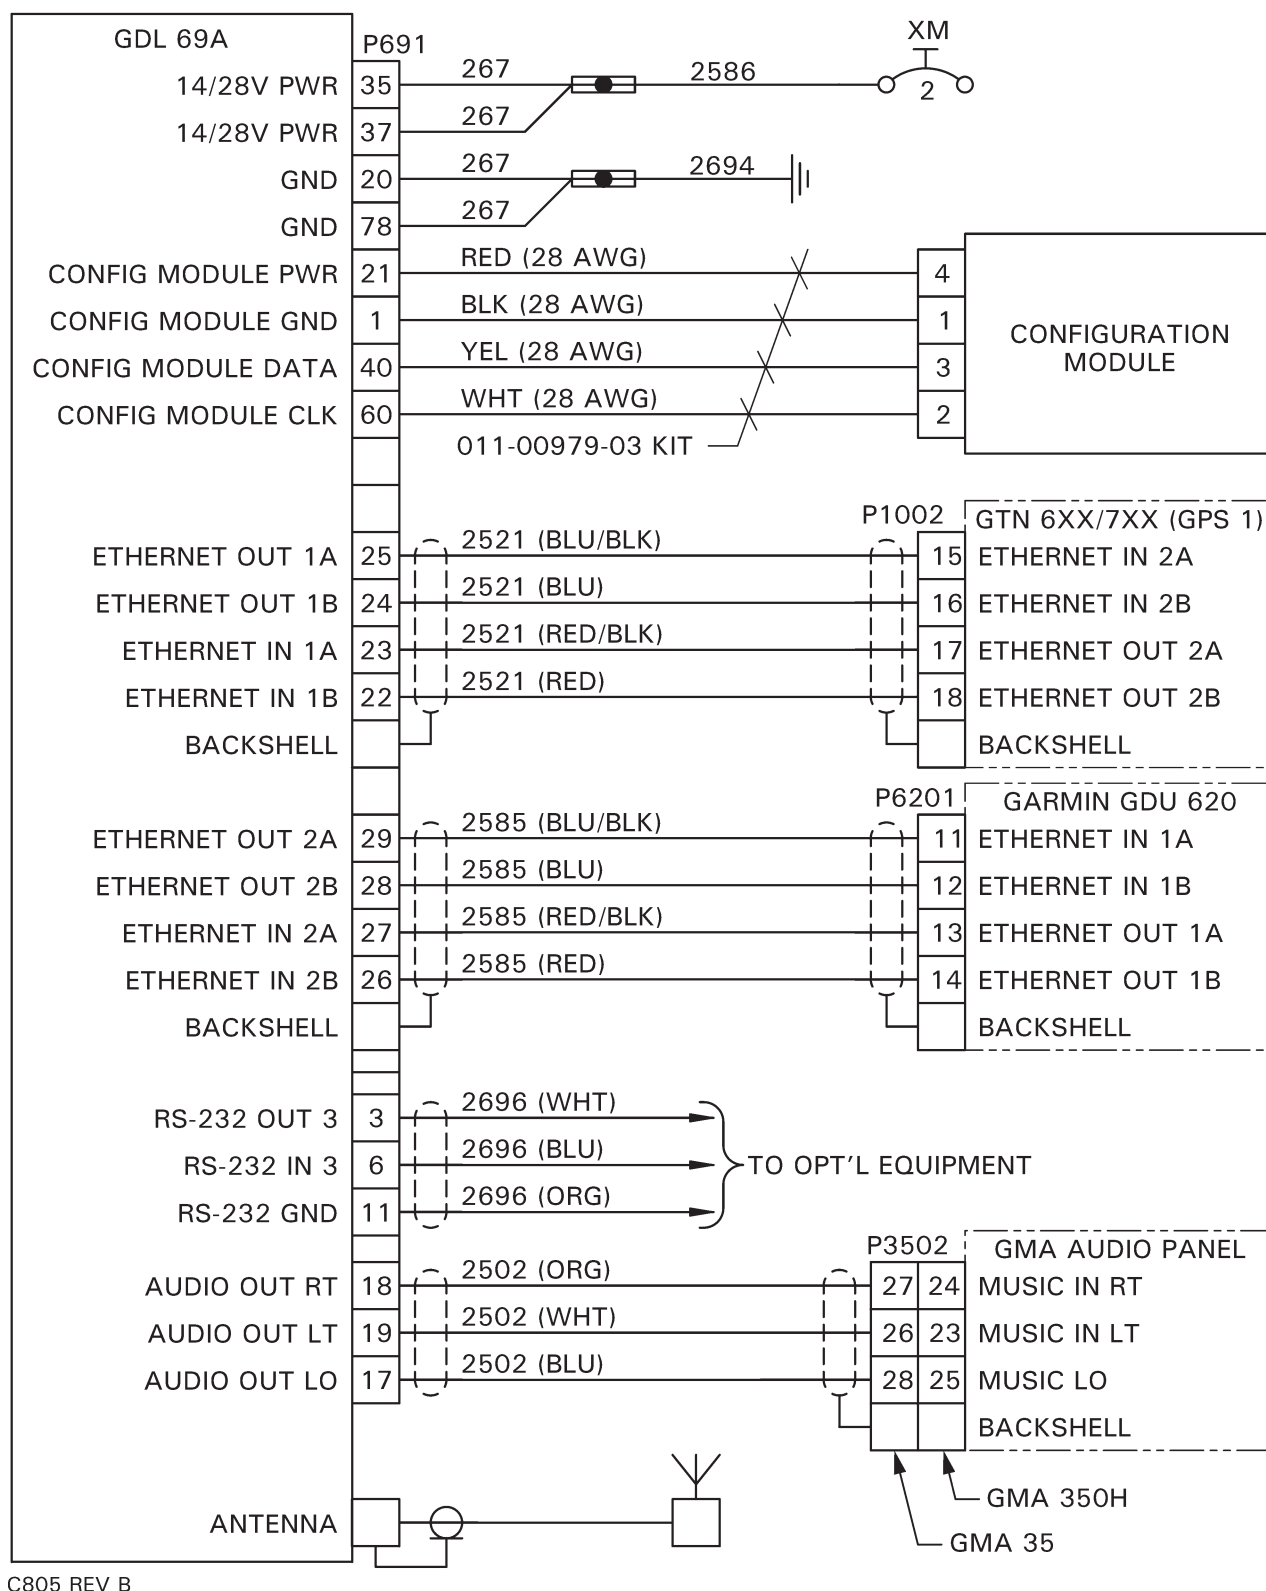 GDL 69A
P691
XM
14/28V PWR 35 267 2586 2
14/28V PWR 37 267
GND 20 267 2694
GND 78 267
CONFIG MODULE PWR 21 RED (28 AWG) 4
CONFIG MODULE GND 1 BLK (28 AWG) 1
CONFIG MODULE DATA 40 YEL (28 AWG) 3
CONFIG MODULE CLK 60 WHT (28 AWG) 2
CONFIGURATION
MODULE
011-00979-03 KIT
P1002 GTN 6XX/7XX (GPS 1)
ETHERNET OUT 1A 25 2521 (BLU/BLK) 15 ETHERNET IN 2A
ETHERNET OUT 1B 24 2521 (BLU) 16 ETHERNET IN 2B
ETHERNET IN 1A 23 2521 (RED/BLK) 17 ETHERNET OUT 2A
ETHERNET IN 1B 22 2521 (RED) 18 ETHERNET OUT 2B
BACKSHELL BACKSHELL
P6201 GARMIN GDU 620
ETHERNET OUT 2A 29 2585 (BLU/BLK) 11 ETHERNET IN 1A
ETHERNET OUT 2B 28 2585 (BLU) 12 ETHERNET IN 1B
ETHERNET IN 2A 27 2585 (RED/BLK) 13 ETHERNET OUT 1A
ETHERNET IN 2B 26 2585 (RED) 14 ETHERNET OUT 1B
BACKSHELL BACKSHELL
RS-232 OUT 3 3 2696 (WHT)
RS-232 IN 3 6 2696 (BLU) TO OPT'L EQUIPMENT
RS-232 GND 11 2696 (ORG)
P3502 GMA AUDIO PANEL
AUDIO OUT RT 18 2502 (ORG) 27 24 MUSIC IN RT
AUDIO OUT LT 19 2502 (WHT) 26 23 MUSIC IN LT
AUDIO OUT LO 17 2502 (BLU) 28 25 MUSIC LO
BACKSHELL
GMA 350H
ANTENNA
GMA 35
C805 REV B